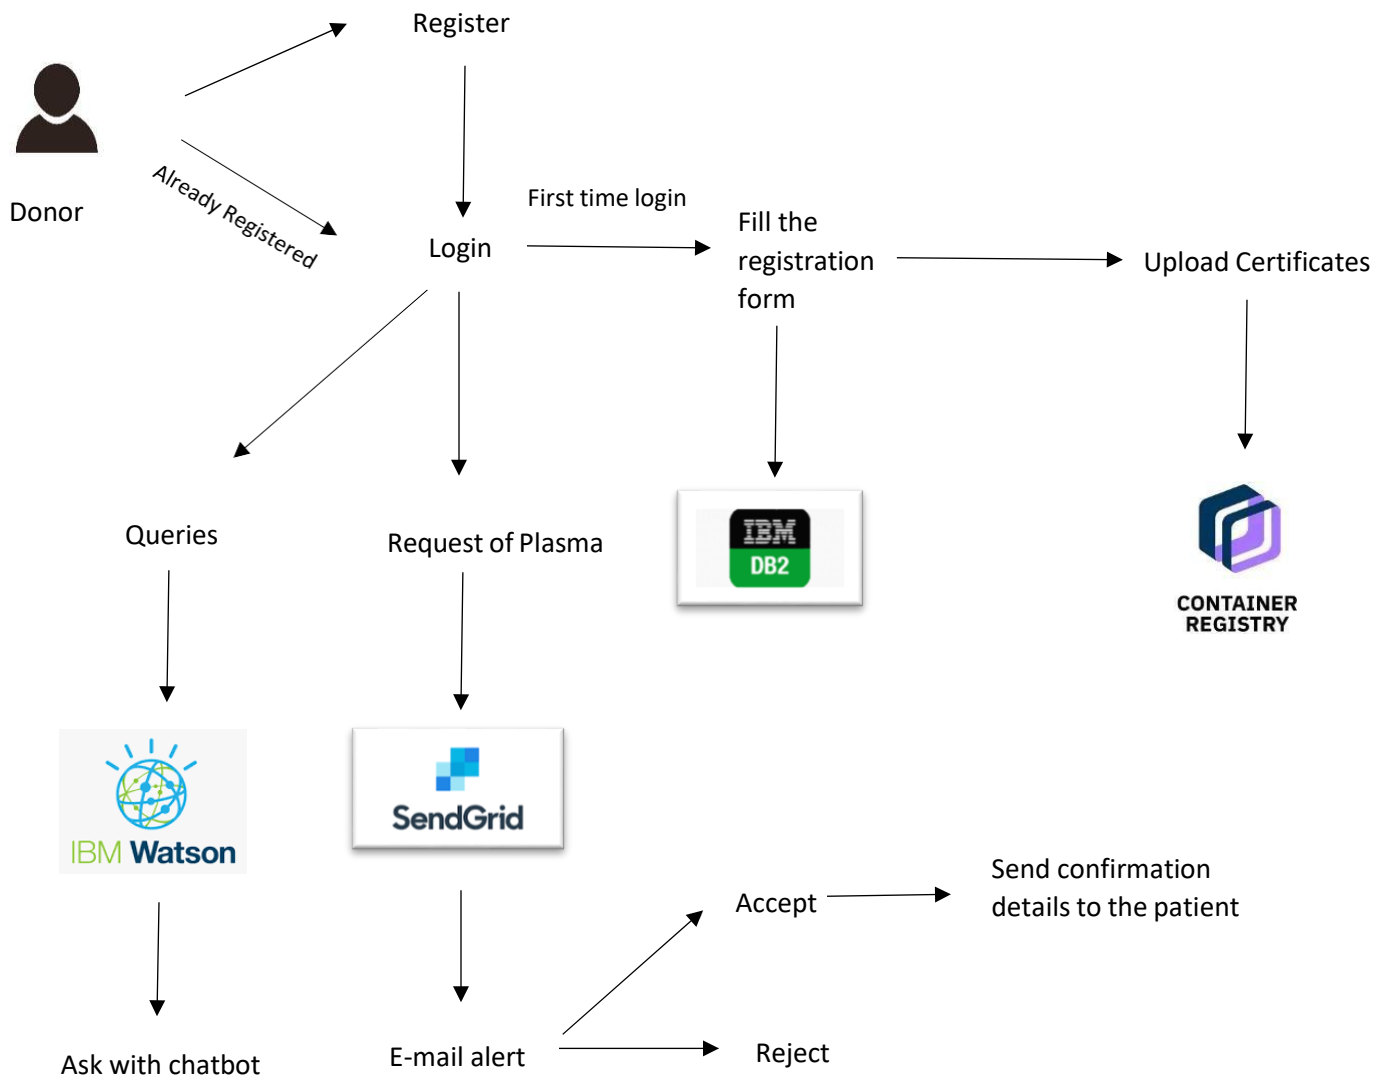 Register
Donor
Already Registered
First time login
Login
Fill the
registration
form
Upload Certificates
Queries
Request of Plasma
IBM
DB2
CONTAINER
REGISTRY
IBM Watson
SendGrid
Accept
Send confirmation
details to the patient
Ask with chatbot
E-mail alert
Reject